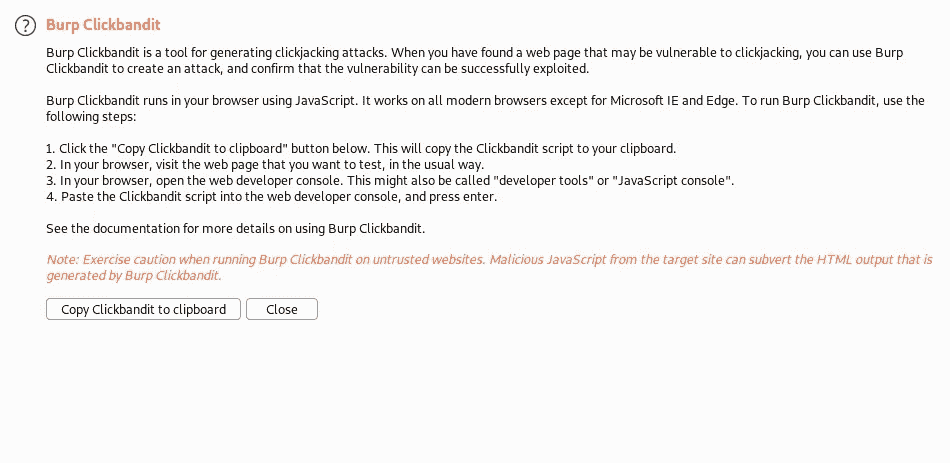 Burp Clickbandit
Burp Clickbandit is a tool for generating clickjacking attacks. When you have found a web page that may be vulnerable to clickjacking, you can use Burp
Clickbandit to create an attack, and confirm that the vulnerability can be successfully exploited.
Burp Clickbandit runs in your browser using JavaScript. It works on all modern browsers except for Microsoft IE and Edge. To run Burp Clickbandit, use the
following steps:
1. Click the "Copy Clickbandit to clipboard" button below. This will copy the Clickbandit script to your clipboard.
2. In your browser, visit the web page that you want to test, in the usual way.
3. In your browser, open the web developer console. This might also be called "developer tools" or "JavaScript console".
4. Paste the Clickbandit script into the web developer console, and press enter.
See the documentation for more details on using Burp Clickbandit.
Note: Exercise caution when running Burp Clickbandit on untrusted websites. Malicious JavaScript from the target site can subvert the HTML output that is
generated by Burp Clickbandit.
Copy Clickbandit to clipboard Close